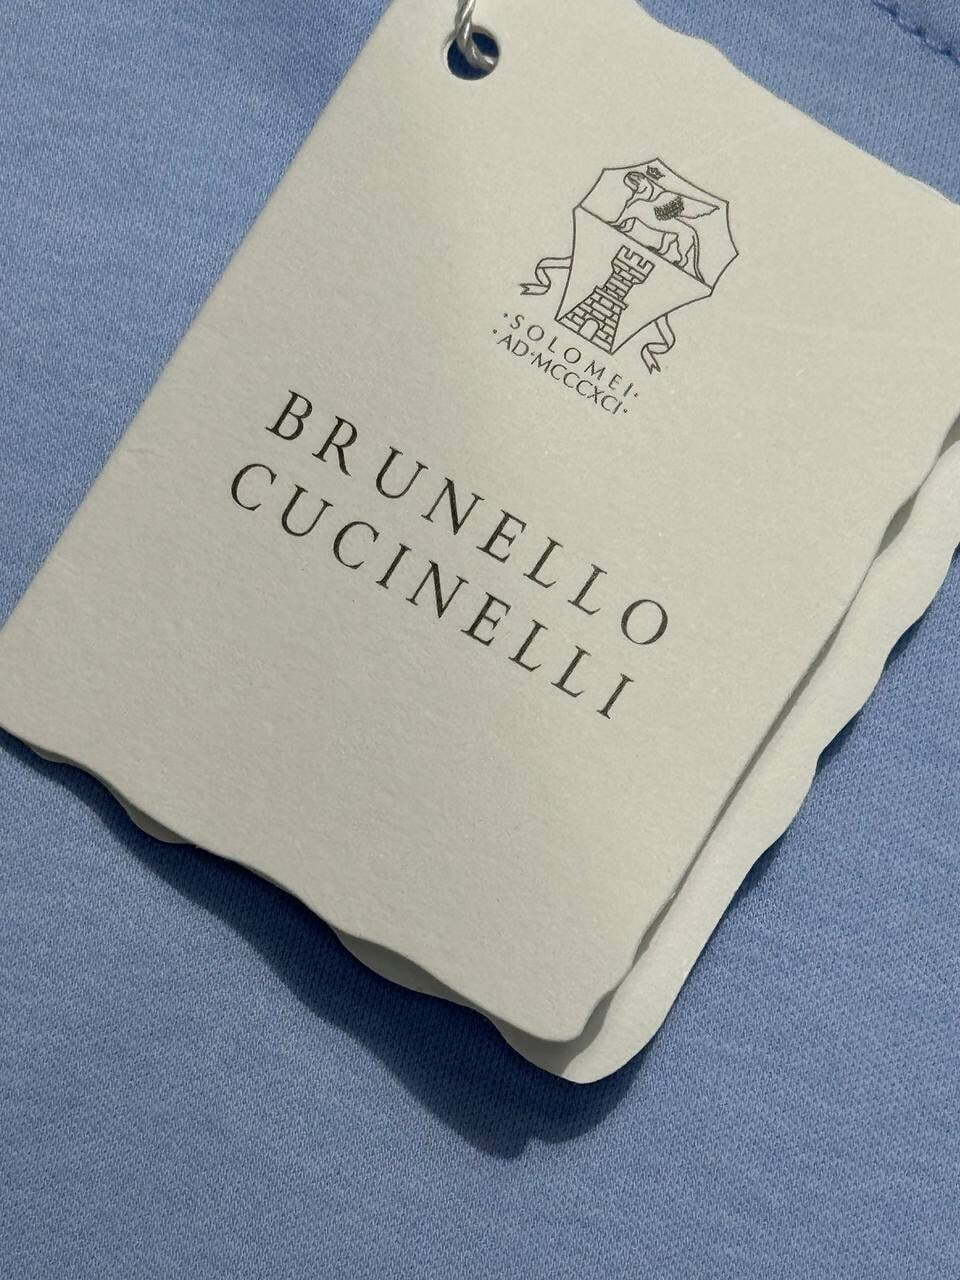 ·SOLOMEI·
·AD·MCCCXCI·
BRUNELLO
CUCINELLI